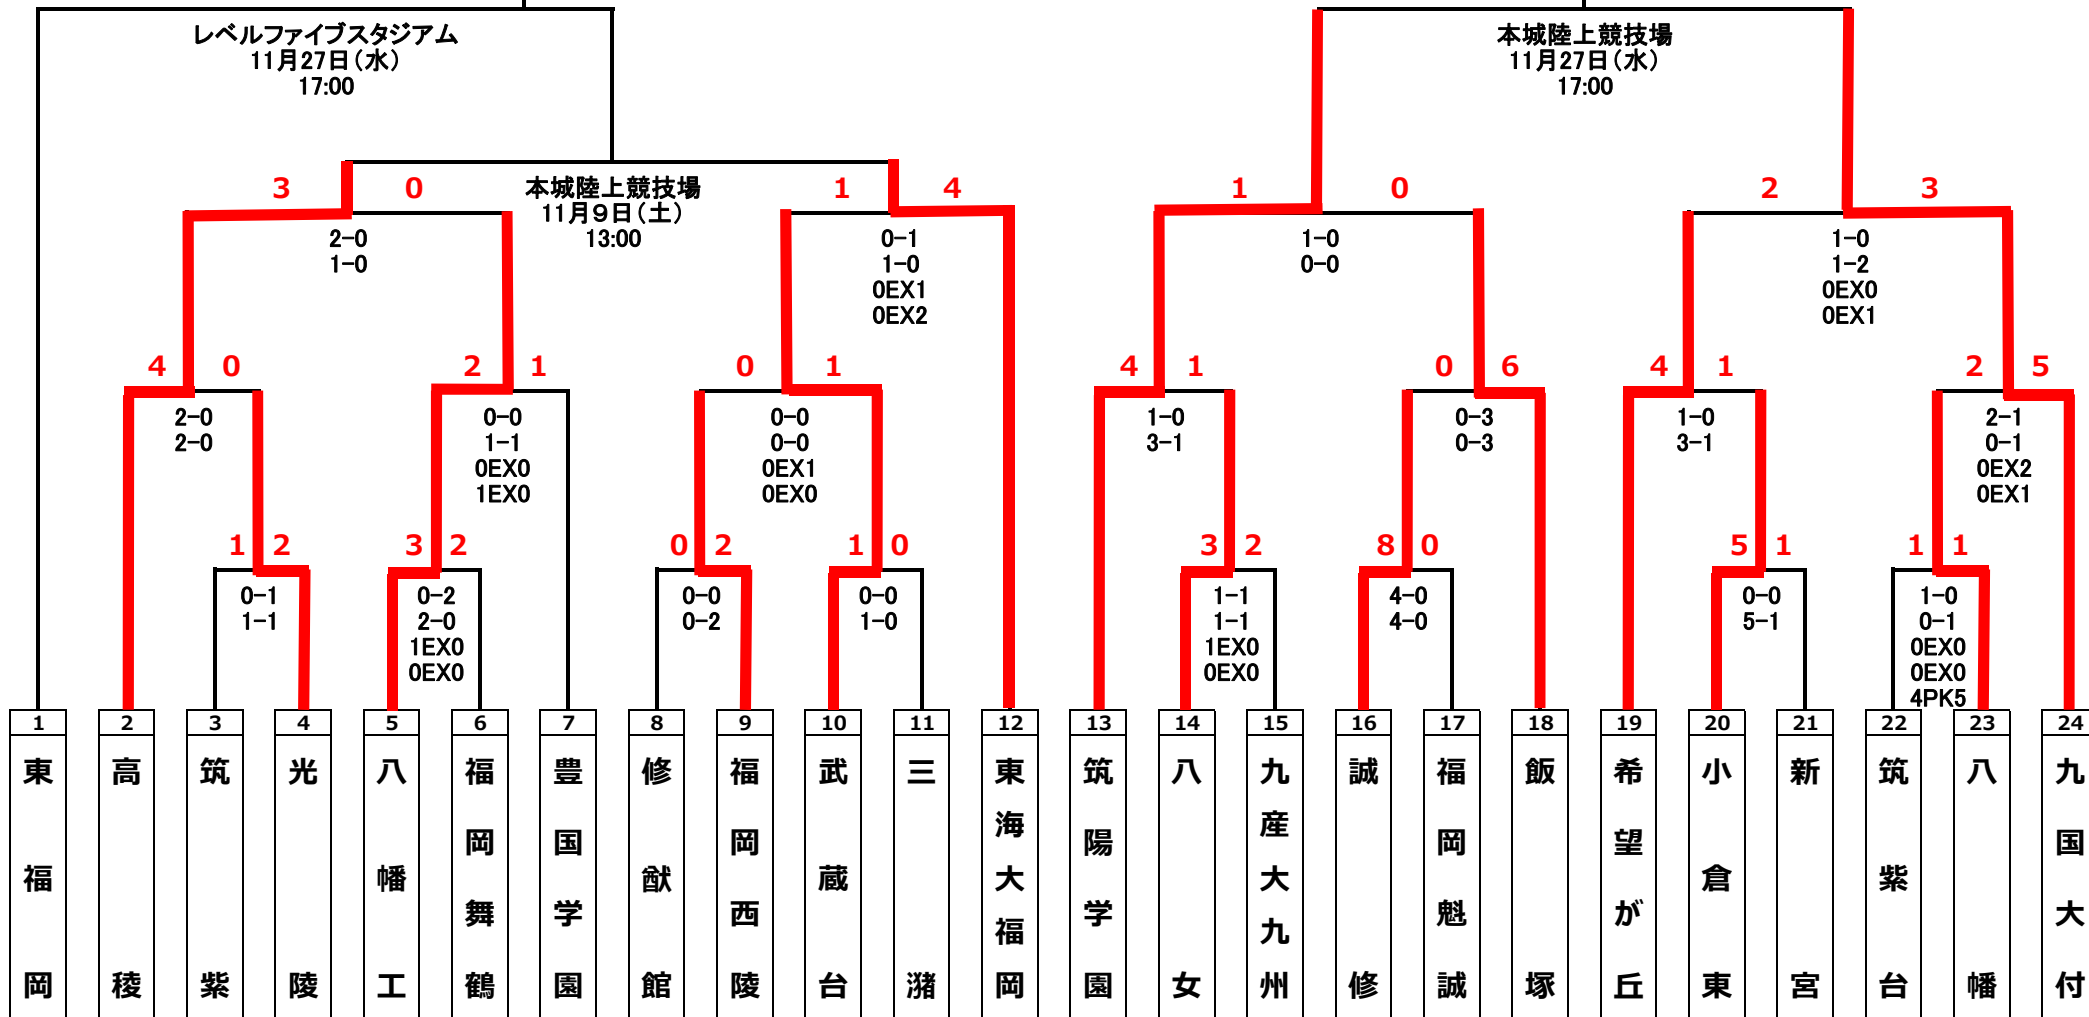 レベルファイブスタジアム
11月27日（水）
17:00
本城陸上競技場
11月27日（水）
17:00
3 0
本城陸上競技場
11月９日（土）
13:00
1 4
1 0
2 3
2-0
1-0
0-1
1-0
0EX1
0EX2
1-0
0-0
1-0
1-2
0EX0
0EX1
4 0
2 1
0 1
4 1
0 6
4 1
2 5
2-0
2-0
0-0
1-1
0EX0
1EX0
0-0
0-0
0EX1
0EX0
1-0
3-1
0-3
0-3
1-0
3-1
2-1
0-1
0EX2
0EX1
1 2
3 2
0 2
1 0
3 2
8 0
5 1
1 1
0-1
1-1
0-2
2-0
1EX0
0EX0
0-0
0-2
0-0
1-0
1-1
1-1
1EX0
0EX0
4-0
4-0
0-0
5-1
1-0
0-1
0EX0
0EX0
4PK5
1
東福岡
2
高稜
3
筑紫
4
光陵
5
八幡工
6
福岡舞鶴
7
豊国学園
8
修猷館
9
福岡西陵
10
武蔵台
11
三潴
12
東海大福岡
13
筑陽学園
14
八女
15
九産大九州
16
誠修
17
福岡魁誠
18
飯塚
19
希望が丘
20
小倉東
21
新宮
22
筑紫台
23
八幡
24
九国大付